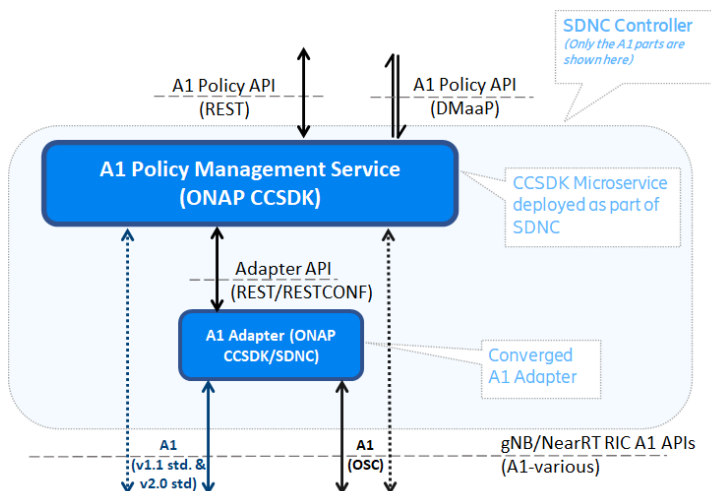 SDNC Controller
(Only the A1 parts are
shown here)
A1 Policy API
(REST)
A1 Policy API
(DMaaP)
A1 Policy Management Service
(ONAP CCSDK)
CCSDK Microservice
deployed as part of
SDNC
Adapter API
(REST/RESTCONF)
A1 Adapter (ONAP
CCSDK/SDNC)
Converged
A1 Adapter
A1
(v1.1 std. &
v2.0 std)
A1
(OSC)
gNB/NearRT RIC A1 APIs
(A1-various)